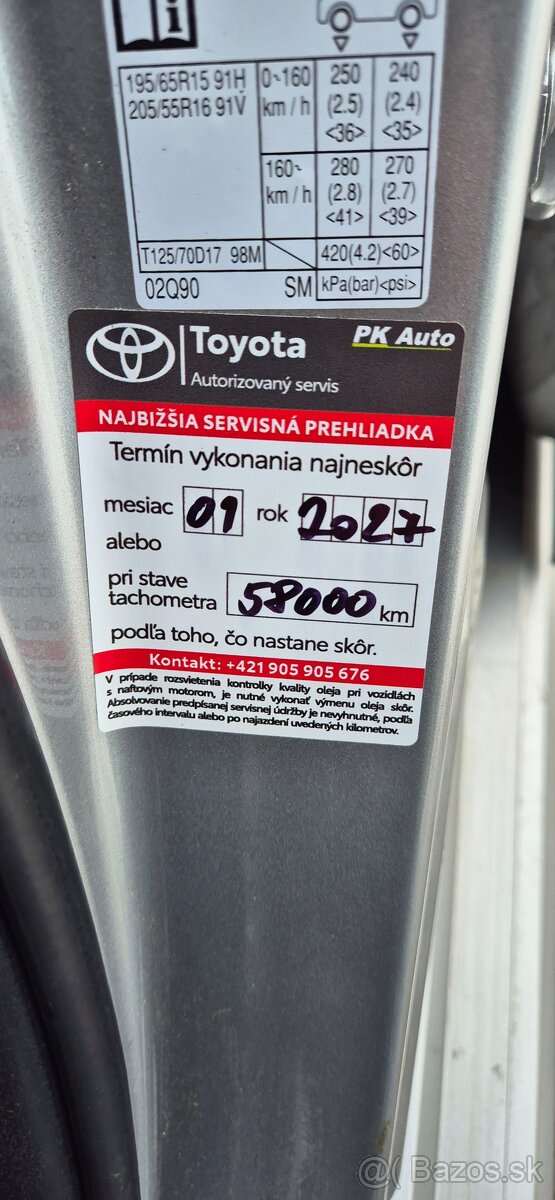 195/65R15 91H 0~160 km/h 250 (2.5) <36> 240 (2.4) <35>
205/55R16 91V
160~ km/h 280 (2.8) <41> 270 (2.7) <39>
T125/70D17 98M 420(4.2)<60>
02Q90 SM kPa(bar)<psi>
Toyota PK Auto
Autorizovaný servis
NAJBIŽŠIA SERVISNÁ PREHLIADKA
Termín vykonania najneskôr
mesiac 01 rok 2027
alebo
pri stave
tachometra 58000 km
podľa toho, čo nastane skôr.
Kontakt: +421 905 905 676
V prípade rozsvietenia kontrolky kvality oleja pri vozidlách
s naftovým motorom, je nutné vykonať výmenu oleja skôr.
Absolvovanie predpísanej servisnej údržby je nevyhnutné, podľa
časového intervalu alebo po najazdení uvedených kilometrov.
Bazos.sk